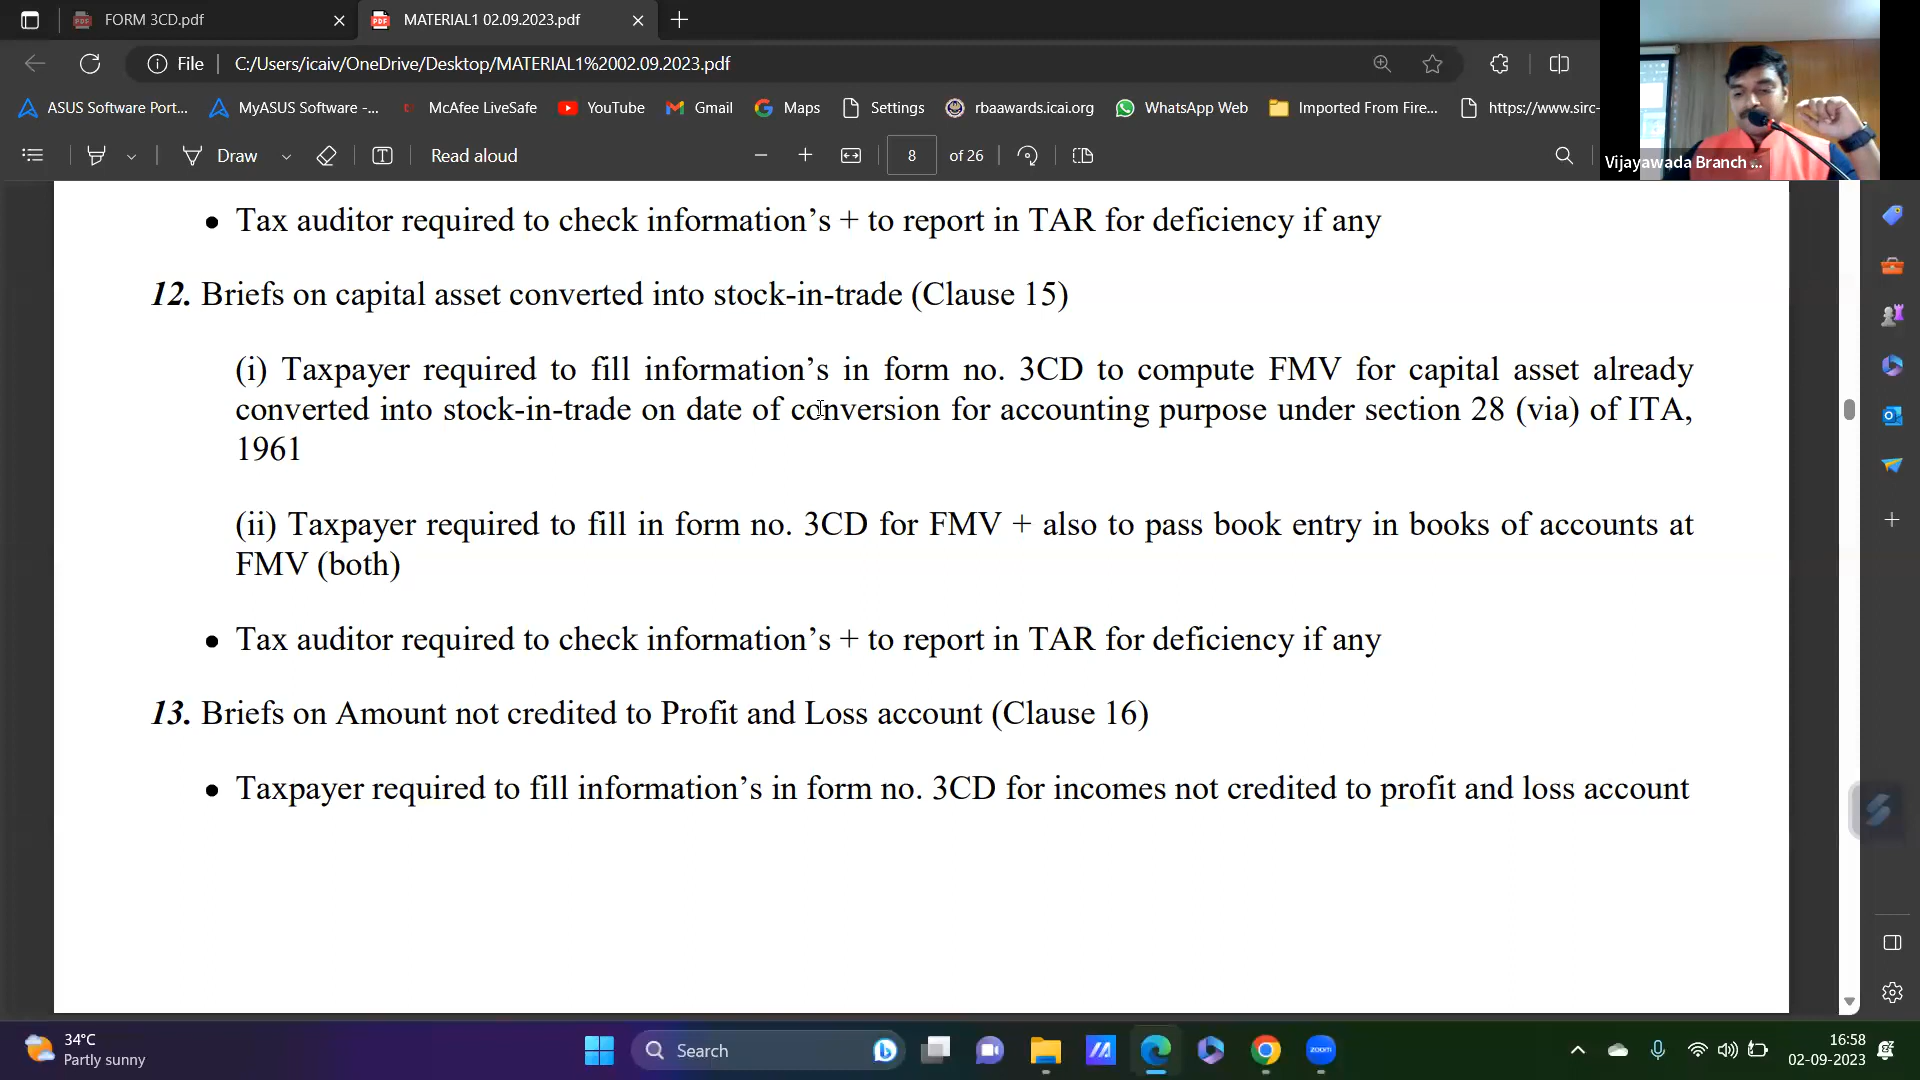 FORM 3CD.pdf
MATERIAL1 02.09.2023.pdf
File
C:/Users/icaiv/OneDrive/Desktop/MATERIAL1%2002.09.2023.pdf
ASUS Software Port...
MyASUS Software -...
McAfee LiveSafe
YouTube
Gmail
Maps
Settings
rbaawards.icai.org
WhatsApp Web
Imported From Fire...
https://www.sirc-
Draw
Read aloud
8 of 26
Vijayawada Branch ...
• Tax auditor required to check information’s + to report in TAR for deficiency if any
12. Briefs on capital asset converted into stock-in-trade (Clause 15)
(i) Taxpayer required to fill information’s in form no. 3CD to compute FMV for capital asset already
converted into stock-in-trade on date of conversion for accounting purpose under section 28 (via) of ITA,
1961
(ii) Taxpayer required to fill in form no. 3CD for FMV + also to pass book entry in books of accounts at
FMV (both)
• Tax auditor required to check information’s + to report in TAR for deficiency if any
13. Briefs on Amount not credited to Profit and Loss account (Clause 16)
• Taxpayer required to fill information’s in form no. 3CD for incomes not credited to profit and loss account
34°C
Partly sunny
Search
zoom
16:58
02-09-2023